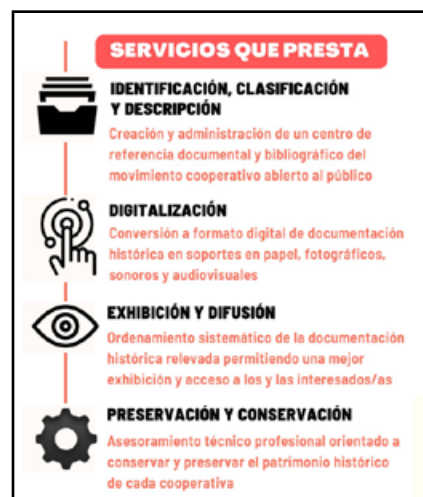 SERVICIOS QUE PRESTA
IDENTIFICACIÓN, CLASIFICACIÓN
Y DESCRIPCIÓN
Creación y administración de un centro de
referencia documental y bibliográfico del
movimiento cooperativo abierto al público
DIGITALIZACIÓN
Conversión a formato digital de documentación
histórica en soportes en papel, fotográficos,
sonoros y audiovisuales
EXHIBICIÓN Y DIFUSIÓN
Ordenamiento sistemático de la documentación
histórica relevada permitiendo una mejor
exhibición y acceso a los y las interesados/as
PRESERVACIÓN Y CONSERVACIÓN
Asesoramiento técnico profesional orientado a
conservar y preservar el patrimonio histórico
de cada cooperativa